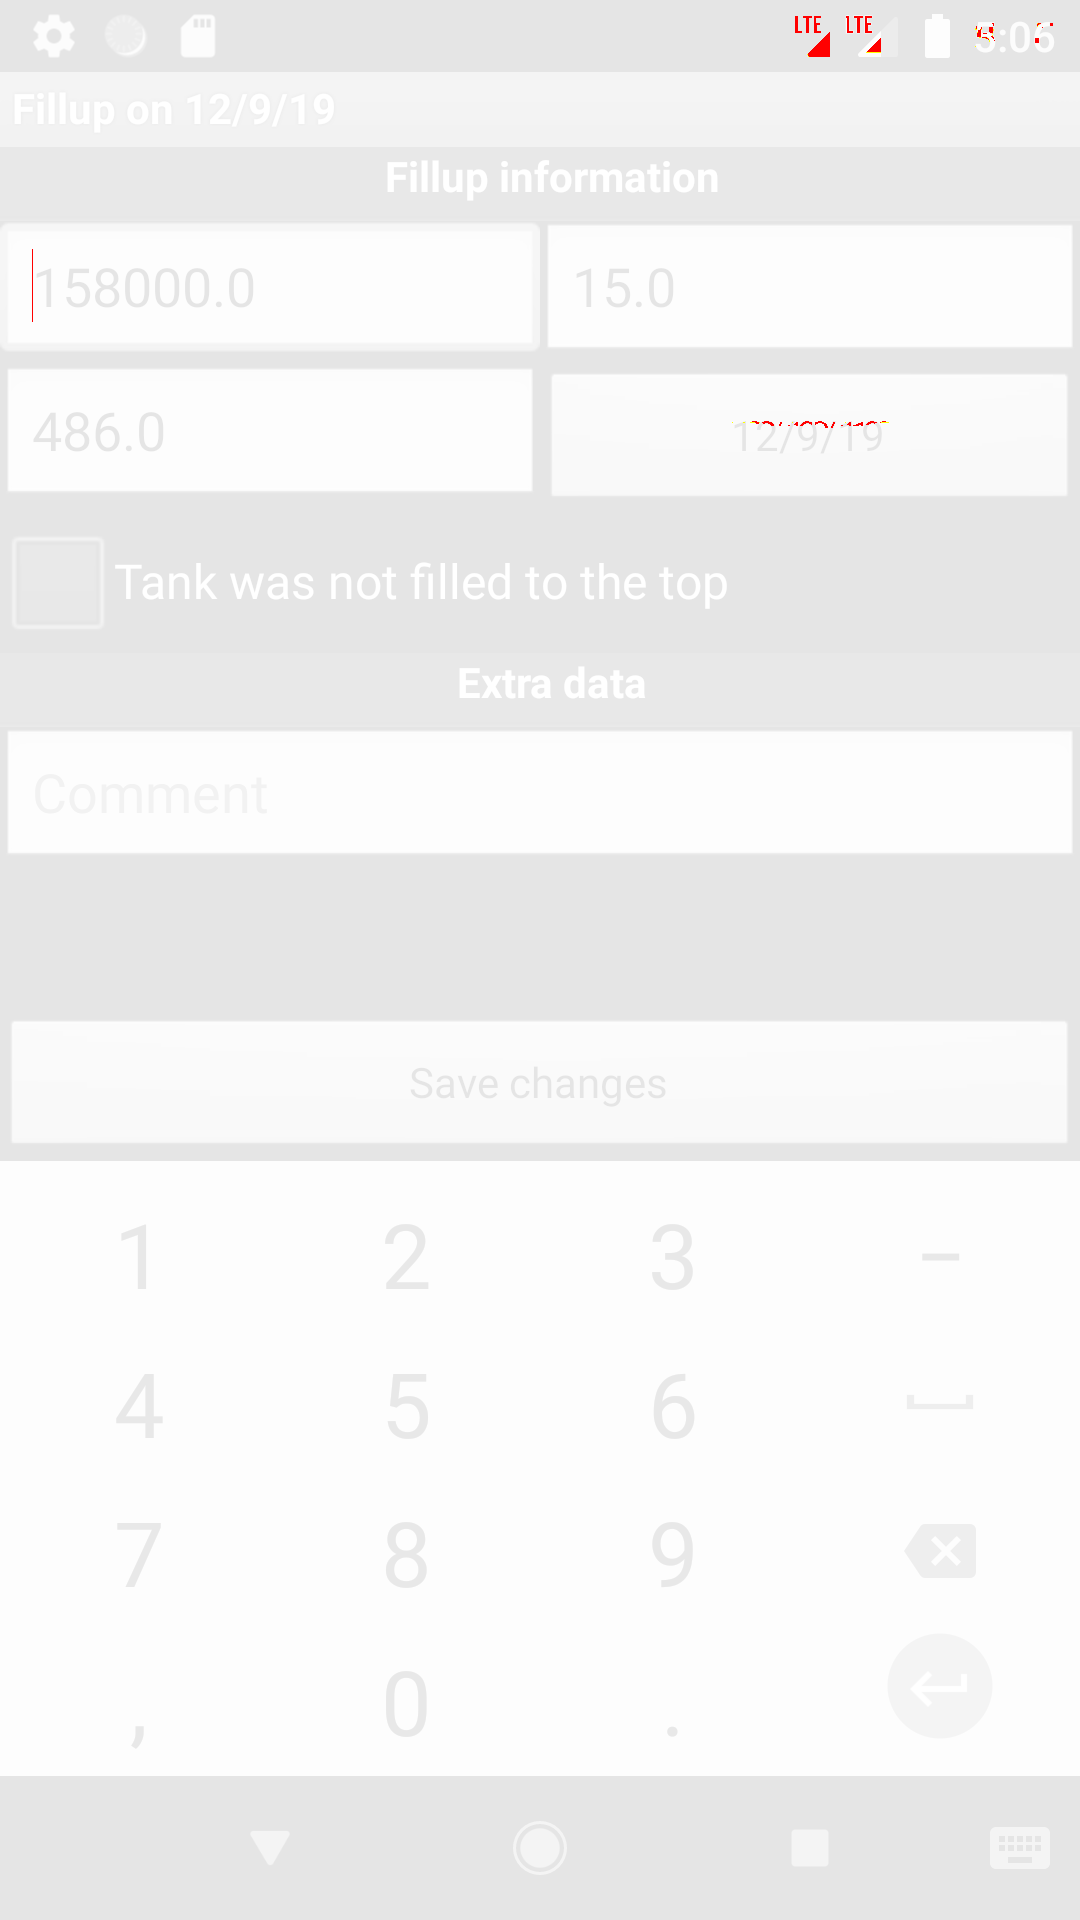 LTE LTE 5:06
Fillup on 12/9/19
Fillup information
158000.0 15.0
486.0 12/9/19
Tank was not filled to the top
Extra data
Comment
Save changes
1 2 3 –
4 5 6
7 8 9
, 0 .